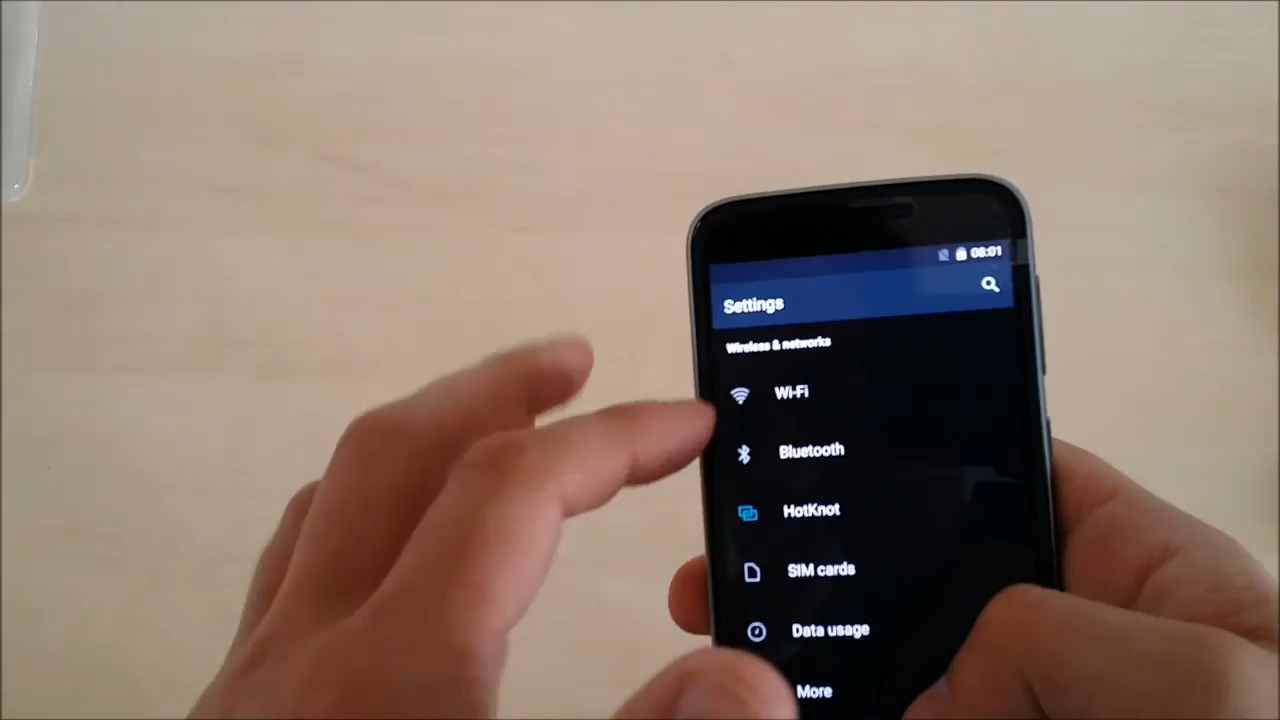 08:01
Settings
Wireless & networks
Wi-Fi
Bluetooth
HotKnot
SIM cards
Data usage
More